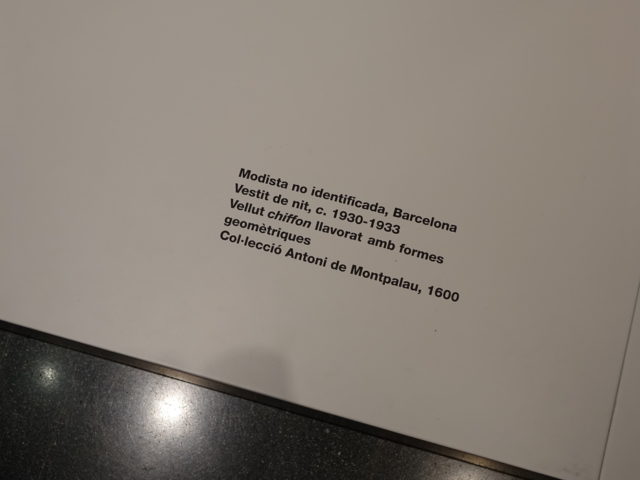 Modista no identificada, Barcelona
Vestit de nit, c. 1930-1933
Vellut chiffon llavorat amb formes
geomètriques
Col·lecció Antoni de Montpalau, 1600